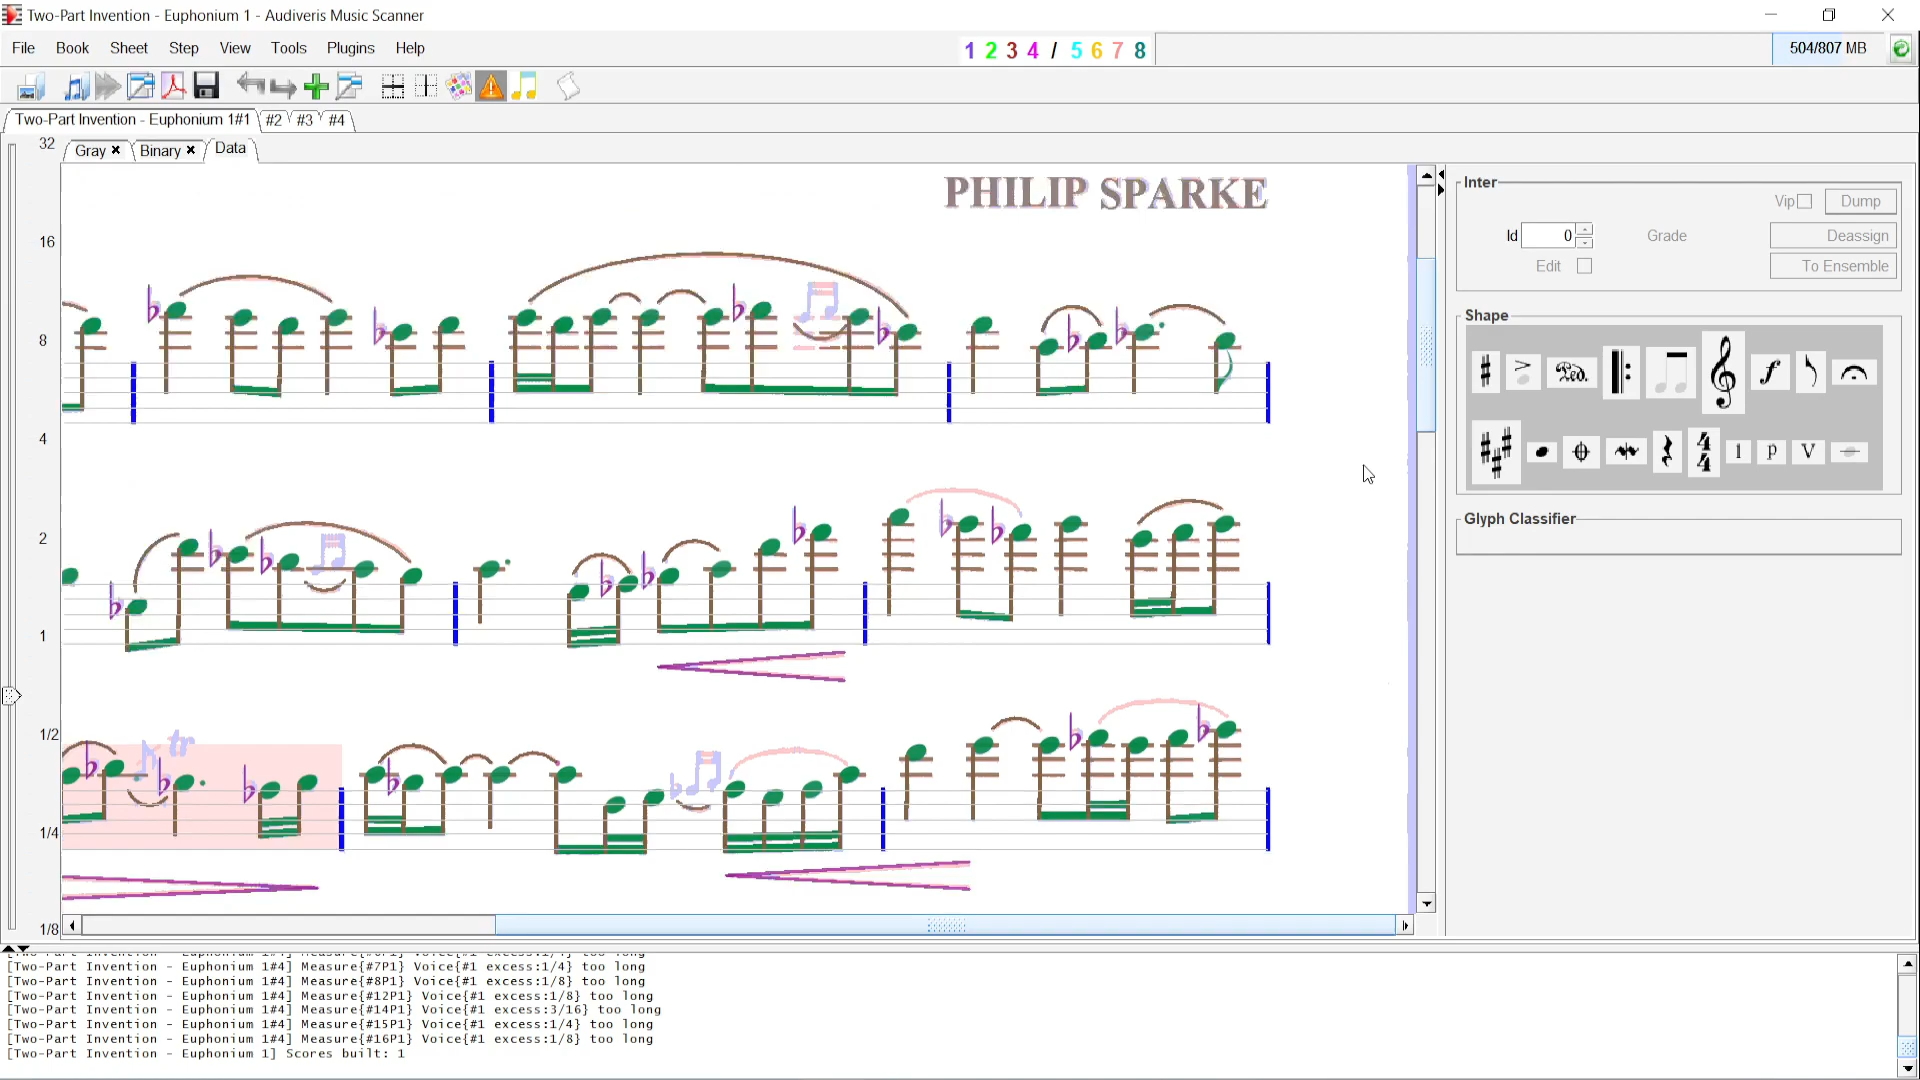 Two-Part Invention - Euphonium 1 - Audiveris Music Scanner
File Book Sheet Step View Tools Plugins Help
1 2 3 4 / 5 6 7 8
504/807 MB
Two-Part Invention - Euphonium 1#1 #2 #3 #4
Gray Binary Data
32
16
8
4
2
1
1/2
1/4
1/8
PHILIP SPARKE
tr
Inter
Vip Dump
Id 0 Grade Deassign
Edit To Ensemble
Shape
Ped.
f
4
4
1 p V
Glyph Classifier
[Two-Part Invention - Euphonium 1#4] Measure{#7P1} Voice{#1 excess:1/4} too long
[Two-Part Invention - Euphonium 1#4] Measure{#8P1} Voice{#1 excess:1/8} too long
[Two-Part Invention - Euphonium 1#4] Measure{#12P1} Voice{#1 excess:1/8} too long
[Two-Part Invention - Euphonium 1#4] Measure{#14P1} Voice{#1 excess:3/16} too long
[Two-Part Invention - Euphonium 1#4] Measure{#15P1} Voice{#1 excess:1/4} too long
[Two-Part Invention - Euphonium 1#4] Measure{#16P1} Voice{#1 excess:1/8} too long
[Two-Part Invention - Euphonium 1] Scores built: 1